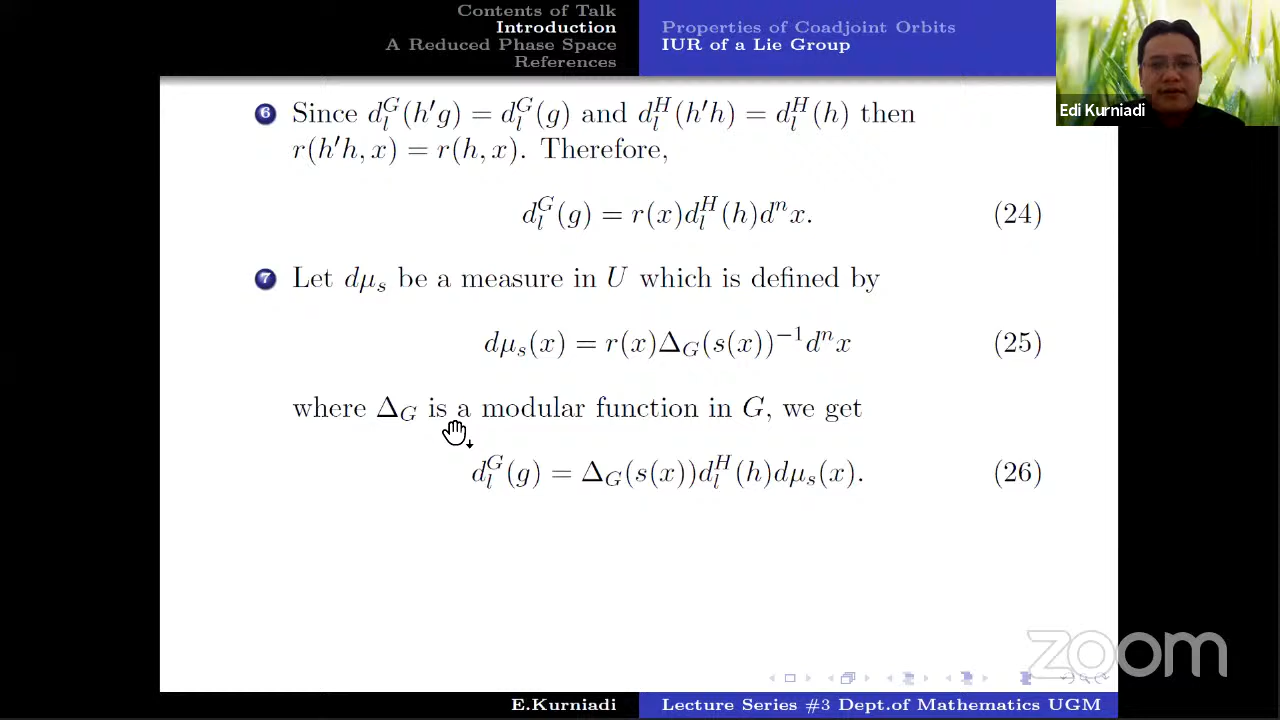 Contents of Talk
Introduction
A Reduced Phase Space
References
Properties of Coadjoint Orbits
IUR of a Lie Group
Edi Kurniadi
6 Since $d_l^G(h'g) = d_l^G(g)$ and $d_l^H(h'h) = d_l^H(h)$ then
$r(h'h, x) = r(h, x)$. Therefore,
$d_l^G(g) = r(x)d_l^H(h)d^nx.$ (24)
7 Let $d\mu_s$ be a measure in $U$ which is defined by
$d\mu_s(x) = r(x)\Delta_G(s(x))^{-1}d^nx$ (25)
where $\Delta_G$ is a modular function in $G$, we get
$d_l^G(g) = \Delta_G(s(x))d_l^H(h)d\mu_s(x).$ (26)
zoom
E.Kurniadi
Lecture Series #3 Dept.of Mathematics UGM